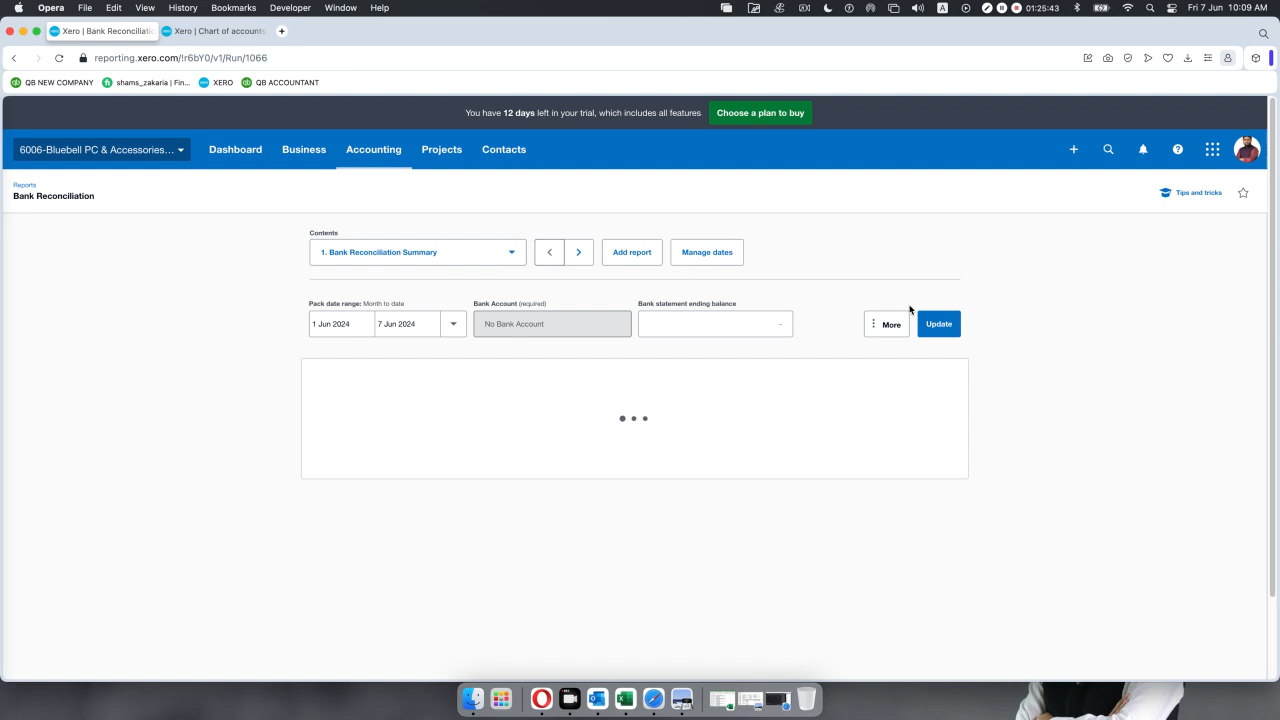 Opera File Edit View History Bookmarks Developer Window Help
01:25:43 Fri 7 Jun 10:09 AM
Xero | Bank Reconciliatio Xero | Chart of accounts
reporting.xero.com/!r6bY0/v1/Run/1066
QB NEW COMPANY shams_zakaria | Fin... XERO QB ACCOUNTANT
You have 12 days left in your trial, which includes all features Choose a plan to buy
6006-Bluebell PC & Accessories... Dashboard Business Accounting Projects Contacts
Reports
Bank Reconciliation
Tips and tricks
Contents
1. Bank Reconciliation Summary Add report Manage dates
Pack date range: Month to date Bank Account (required) Bank statement ending balance
1 Jun 2024 7 Jun 2024 No Bank Account - More Update